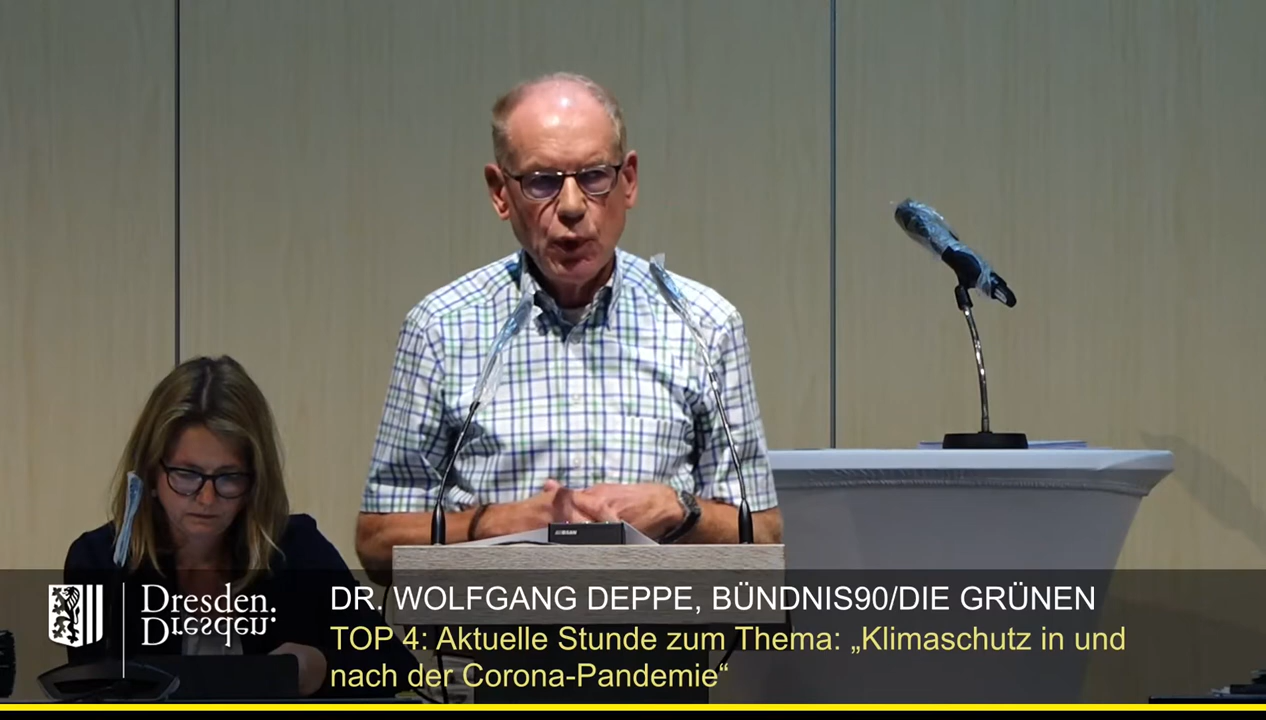 Dresden.
Dresden.
DR. WOLFGANG DEPPE, BÜNDNIS90/DIE GRÜNEN
TOP 4: Aktuelle Stunde zum Thema: „Klimaschutz in und
nach der Corona-Pandemie“